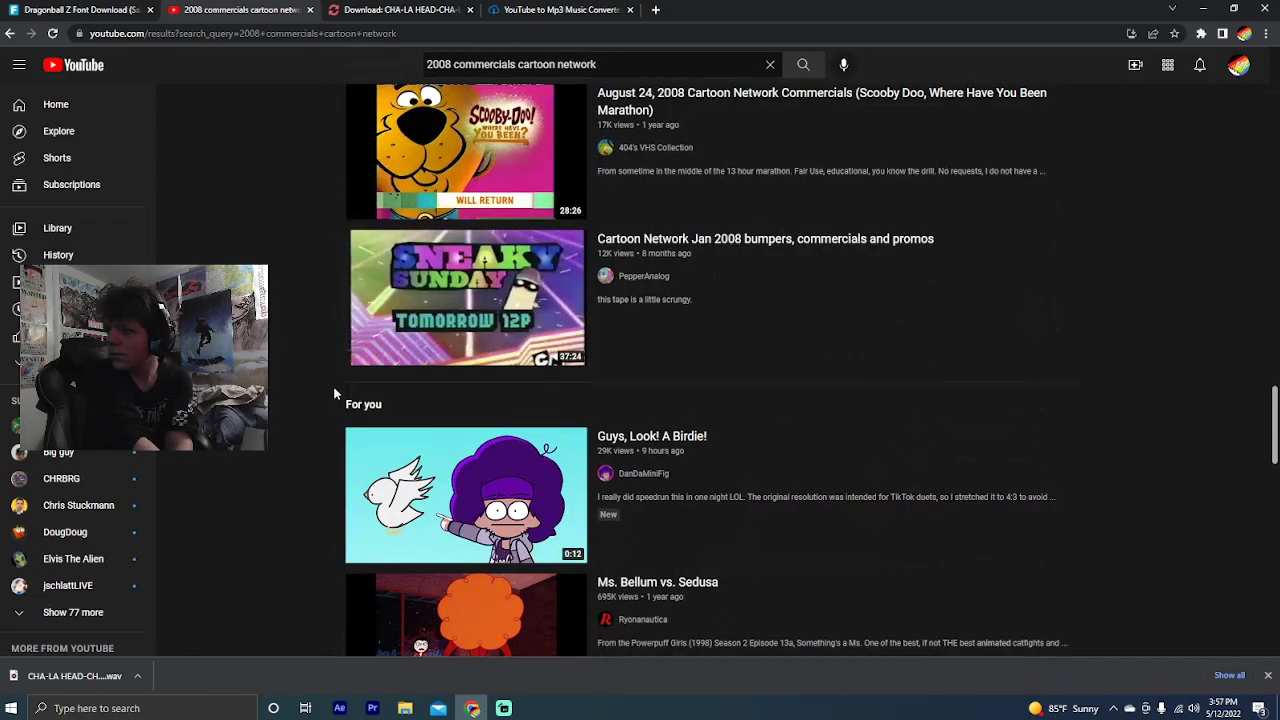 Dragonball Z Font Download (Sa
2008 commercials cartoon netw
Download: CHA-LA HEAD-CHA-L
YouTube to Mp3 Music Converte
youtube.com/results?search_query=2008+commercials+cartoon+network
YouTube
2008 commercials cartoon network
Home
Explore
Shorts
Subscriptions
Library
History
Big guy
CHRBRG
Chris Stuckmann
DougDoug
Elvis The Alien
jschlattLIVE
Show 77 more
MORE FROM YOUTUBE
SCOOBY-DOO!
WHERE HAVE
YOU BEEN?
WILL RETURN
28:26
August 24, 2008 Cartoon Network Commercials (Scooby Doo, Where Have You Been
Marathon)
17K views • 1 year ago
404's VHS Collection
From sometime in the middle of the 13 hour marathon. Fair Use, educational, you know the drill. No requests, I do not have a ...
SNEAKY
SUNDAY
TOMORROW 12P
CN
37:24
Cartoon Network Jan 2008 bumpers, commercials and promos
12K views • 8 months ago
PepperAnalog
this tape is a little scrungy.
For you
0:12
Guys, Look! A Birdie!
29K views • 9 hours ago
DanDaMiniFig
I really did speedrun this in one night LOL. The original resolution was intended for TikTok duets, so I stretched it to 4:3 to avoid ...
New
Ms. Bellum vs. Sedusa
695K views • 1 year ago
Ryonanautica
From the Powerpuff Girls (1998) Season 2 Episode 13a, Something's a Ms. One of the best, if not THE best animated catfights and ...
CHA-LA HEAD-CH....wav
Show all
Type here to search
Ae
Pr
85°F Sunny
3:57 PM
5/12/2022